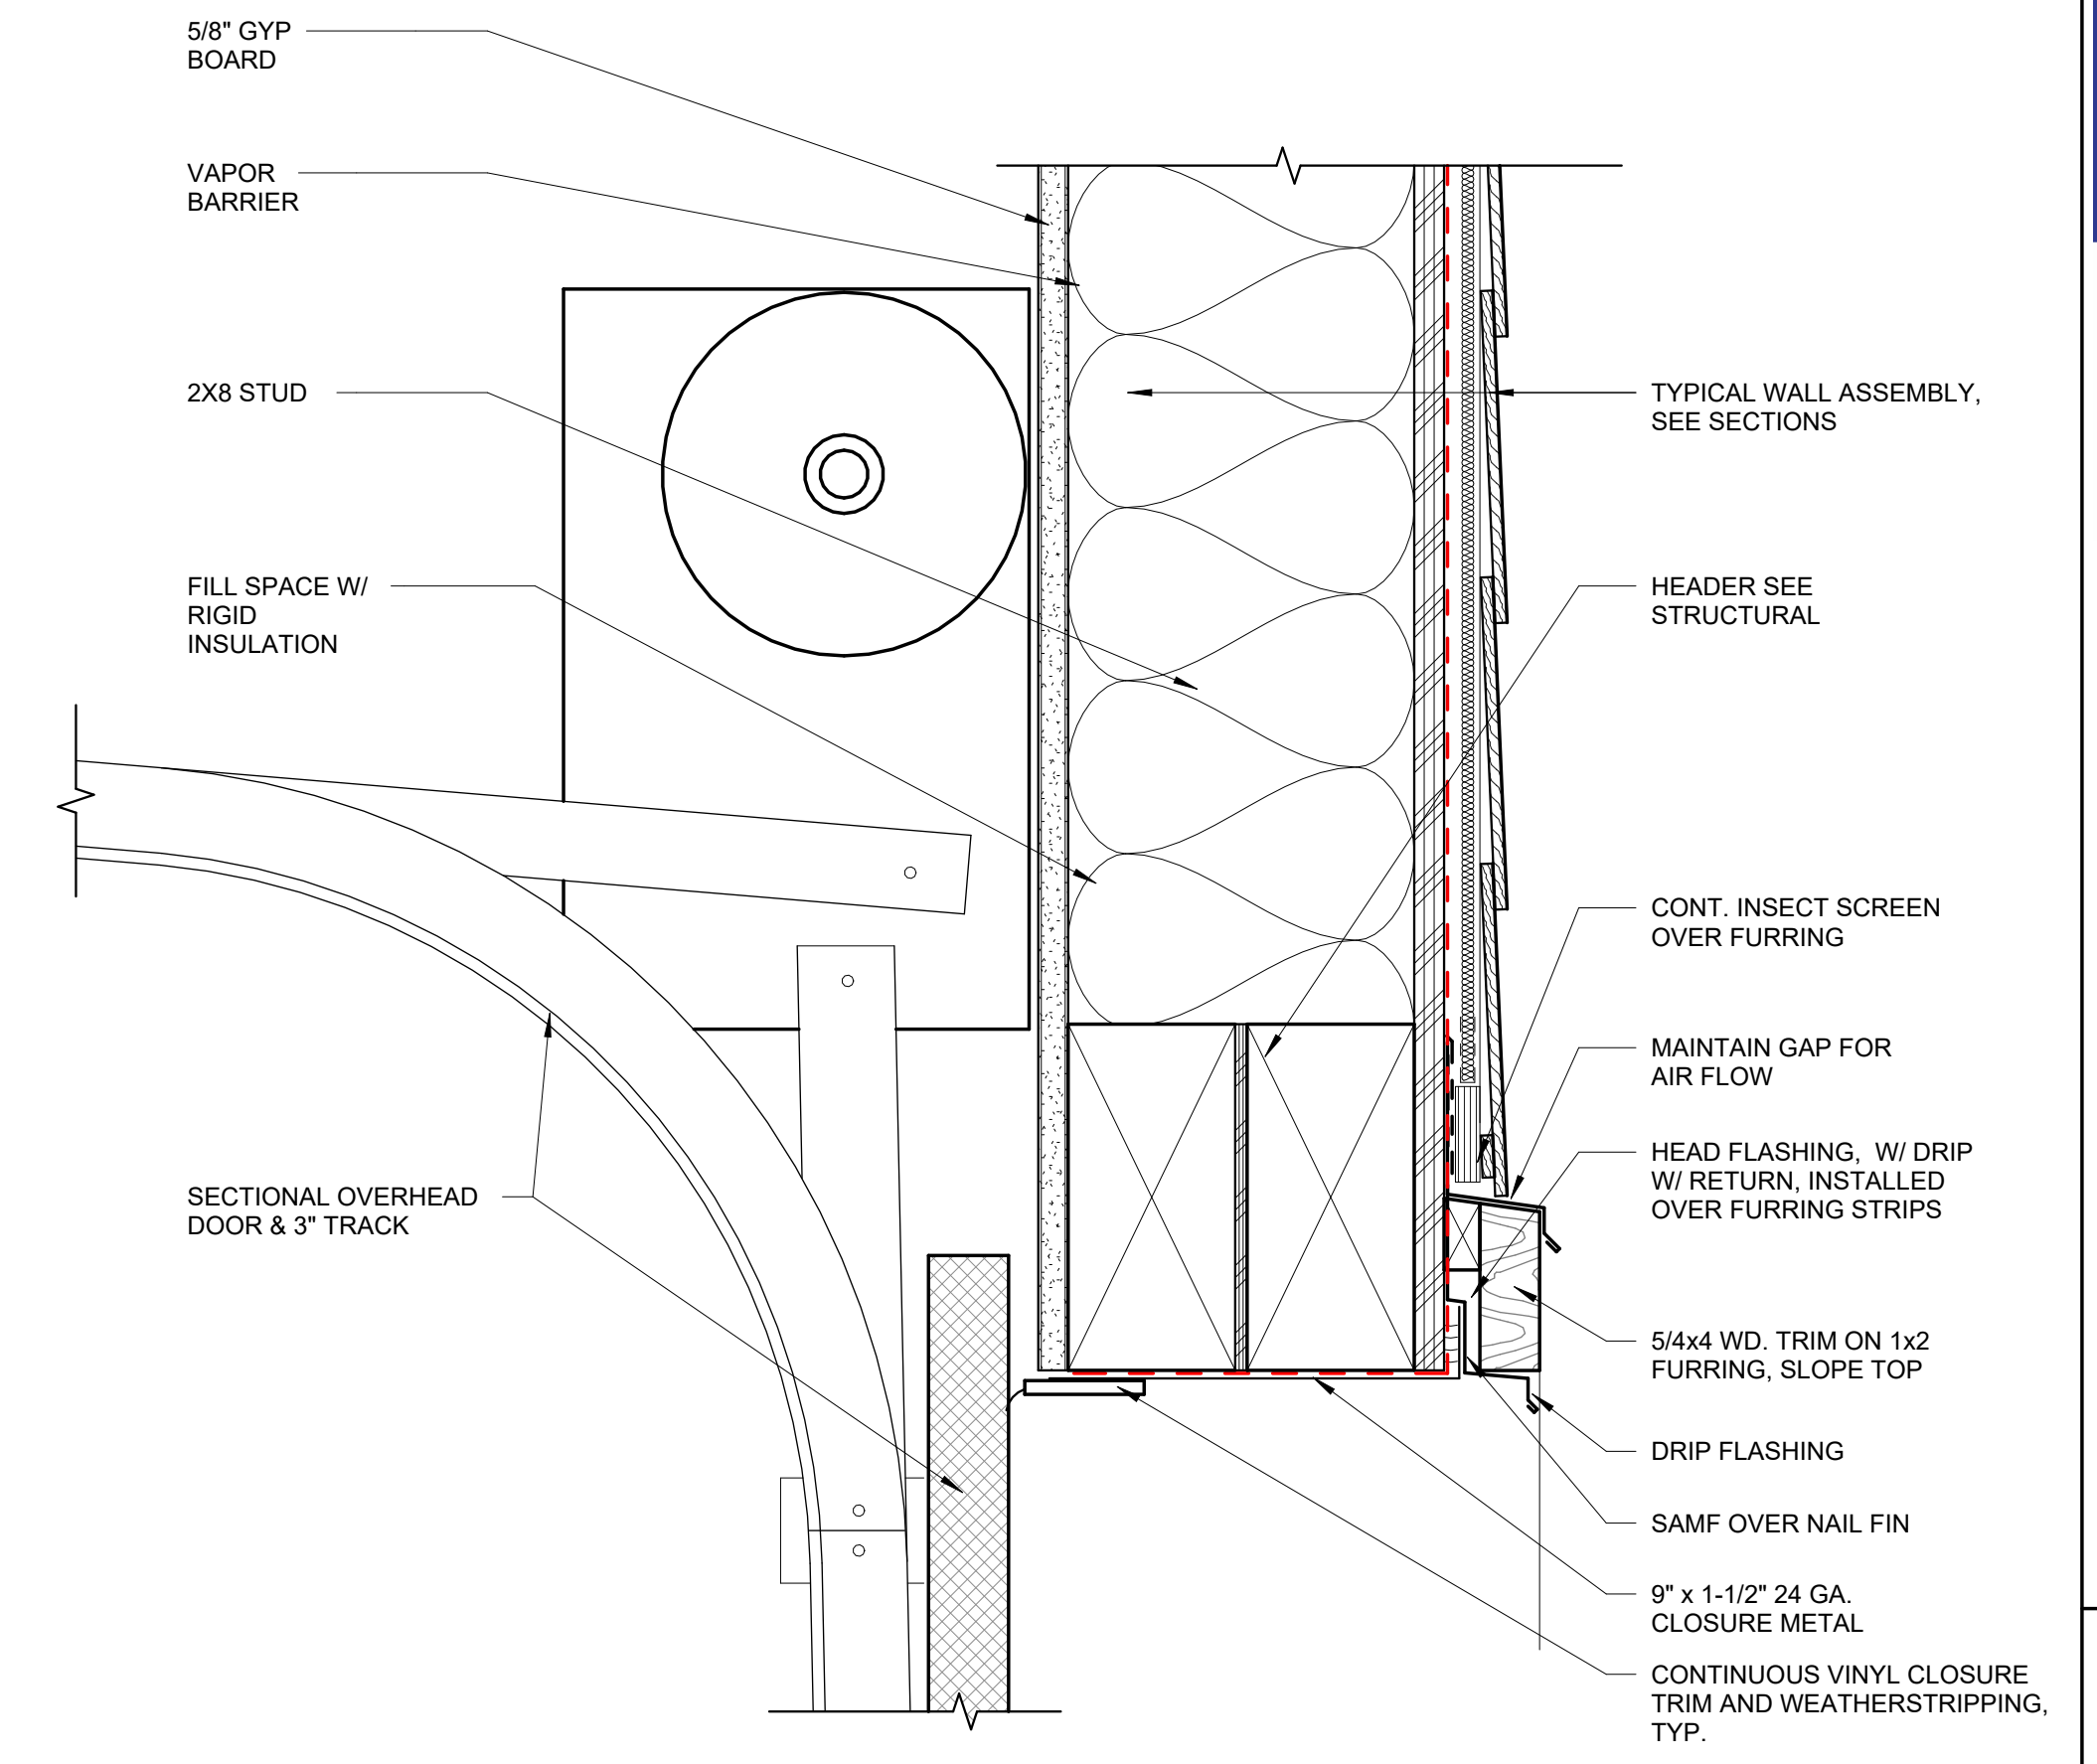 5/8" GYP
BOARD
VAPOR
BARRIER
2X8 STUD
FILL SPACE W/
RIGID
INSULATION
SECTIONAL OVERHEAD
DOOR & 3" TRACK
TYPICAL WALL ASSEMBLY,
SEE SECTIONS
HEADER SEE
STRUCTURAL
CONT. INSECT SCREEN
OVER FURRING
MAINTAIN GAP FOR
AIR FLOW
HEAD FLASHING, W/ DRIP
W/ RETURN, INSTALLED
OVER FURRING STRIPS
5/4x4 WD. TRIM ON 1x2
FURRING, SLOPE TOP
DRIP FLASHING
SAMF OVER NAIL FIN
9" x 1-1/2" 24 GA.
CLOSURE METAL
CONTINUOUS VINYL CLOSURE
TRIM AND WEATHERSTRIPPING,
TYP.